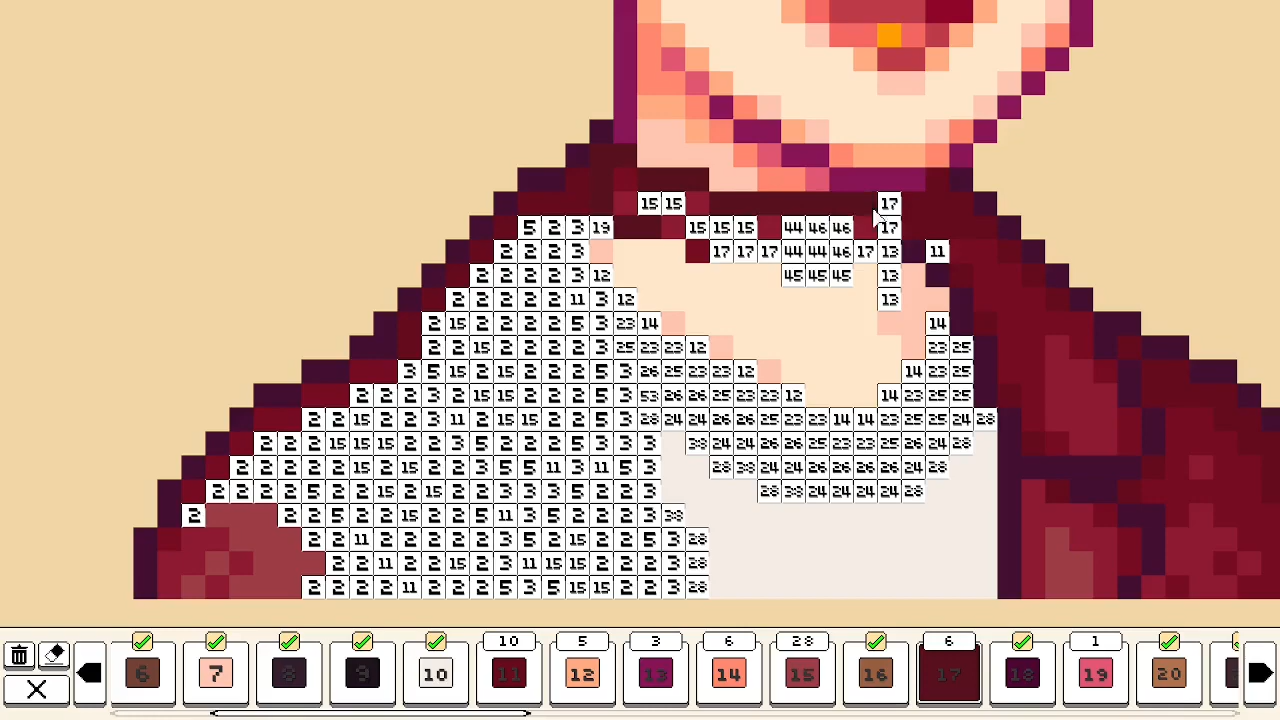 15 15 17
5 2 3 19 15 15 15 44 46 46 17
2 2 2 3 17 17 17 44 44 46 17 13 11
2 2 2 2 3 12 45 45 45 13
2 2 2 2 2 11 3 12 13
2 15 2 2 2 2 5 3 23 14 14
2 2 15 2 2 2 2 3 25 23 23 12 23 25
3 5 15 2 15 2 2 2 5 3 26 25 23 23 12 14 23 25
2 2 2 3 2 15 15 2 2 2 5 3 53 26 26 25 23 23 12 14 23 25 25
2 2 15 2 2 3 11 2 15 15 2 2 5 3 28 24 24 26 26 25 23 23 14 14 23 25 25 24 28
2 2 2 15 15 15 2 2 3 5 2 2 2 5 3 3 3 33 24 24 26 26 25 23 23 25 26 24 28
2 2 2 2 2 15 2 15 2 2 3 5 5 11 3 11 5 3 28 33 24 24 26 26 26 26 24 28
2 2 2 2 5 2 2 15 2 15 2 2 3 3 3 5 2 2 3 28 33 24 24 24 24 28
2 2 2 5 2 2 15 2 2 5 11 3 5 2 2 2 3 33
2 2 11 2 2 2 2 2 3 5 2 15 2 2 5 3 28
2 2 11 2 2 15 2 3 11 15 15 2 2 2 3 28
2 2 2 2 11 2 2 2 5 3 5 15 15 2 2 3 28
10 5 3 6 28 6 1
6 7 8 9 10 11 12 13 14 15 16 17 18 19 20